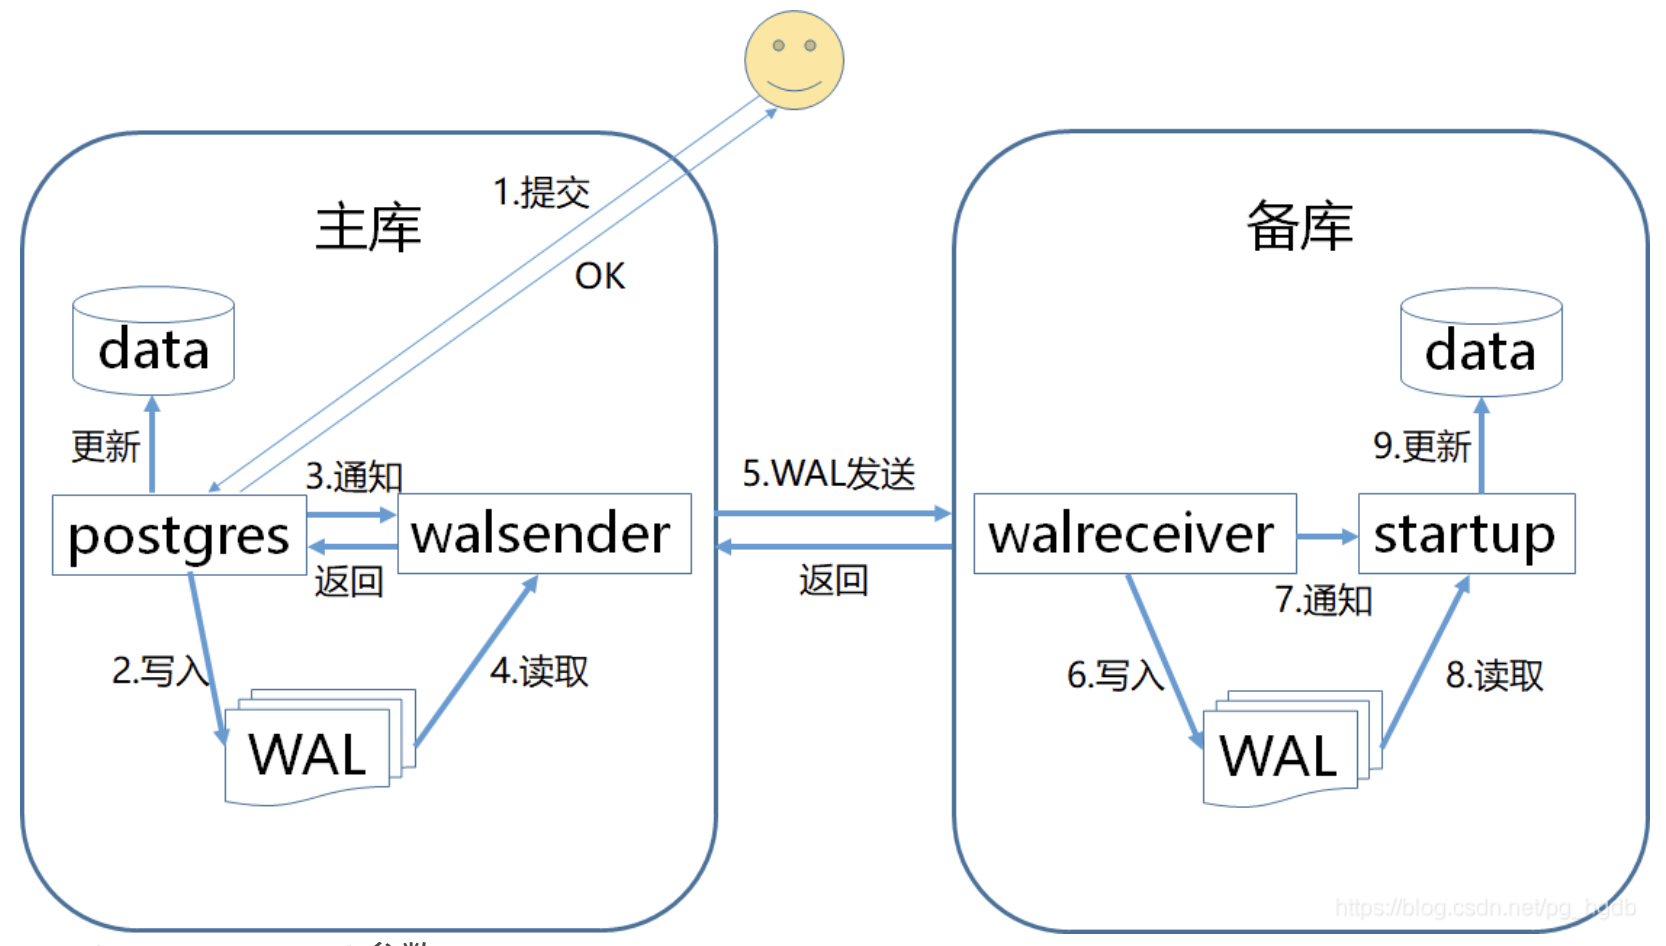 1.提交
主库
备库
OK
data
data
更新
9.更新
3.通知
5.WAL发送
postgres
walsender
walreceiver
startup
返回
返回
7.通知
2.写入
4.读取
6.写入
8.读取
WAL
WAL
https://blog.csdn.net/pg_hgdb